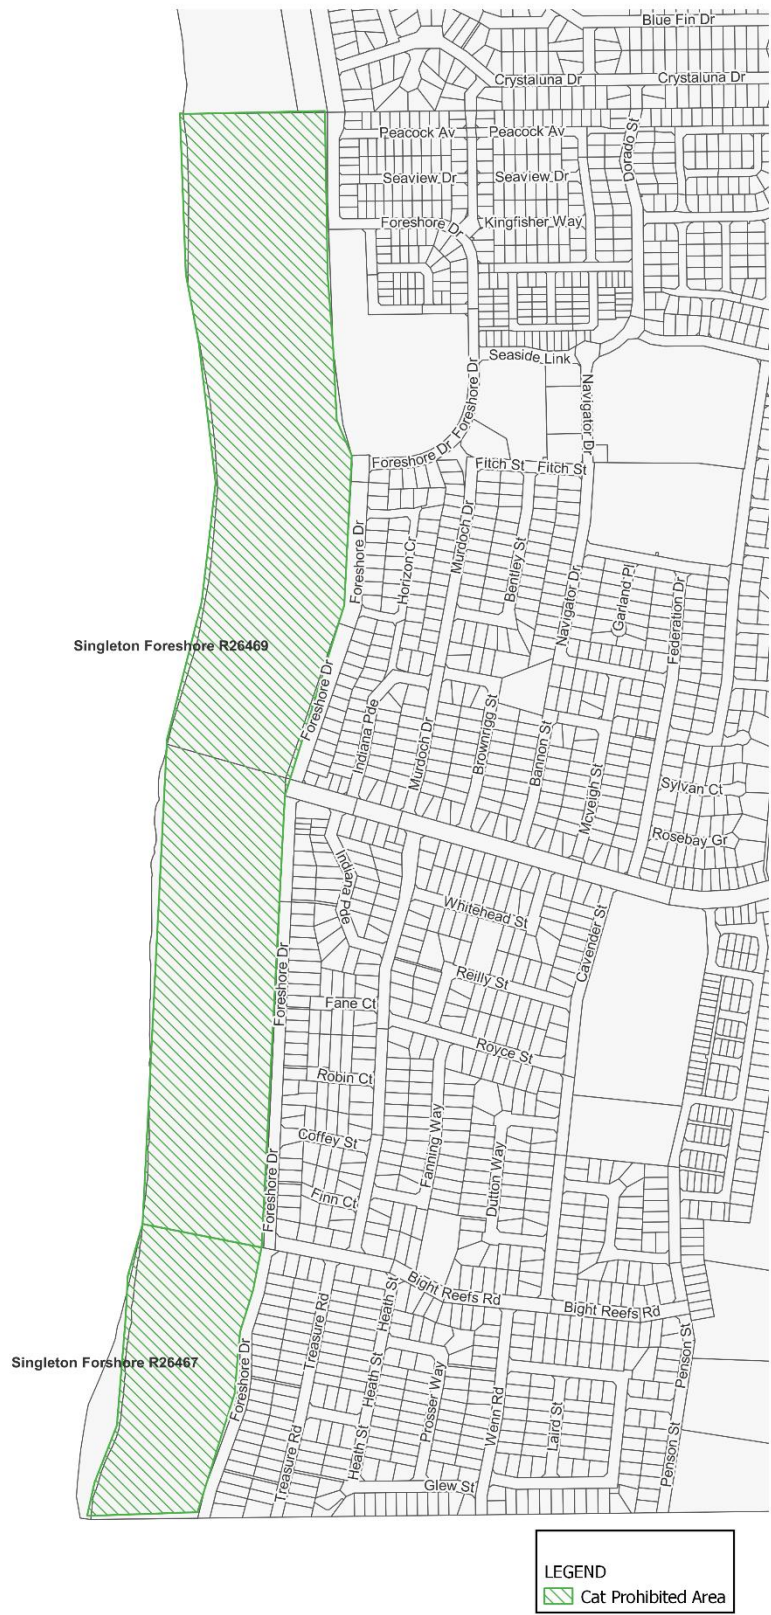 Blue Fin Dr
Crystaluna Dr
Crystaluna Dr
Peacock Av
Peacock Av
Dorado St
Seaview Dr
Seaview Dr
Foreshore Dr
Kingfisher Way
Seaside Link
Foreshore Dr
Navigator Dr
Foreshore Dr
Fitch St
Fitch St
Foreshore Dr
Horizon Cr
Murdoch Dr
Bentley St
Navigator Dr
Garland Pl
Federation Dr
Singleton Foreshore R26469
Foreshore Dr
Indiana Pde
Murdoch Dr
Brownrigg St
Bannon St
Mcveigh St
Sylvan Ct
Rosebay Gr
Indiana Pde
Whitehead St
Cavender St
Foreshore Dr
Reilly St
Fane Ct
Royce St
Robin Ct
Fanning Way
Coffey St
Dutton Way
Foreshore Dr
Finn Ct
Bight Reefs Rd
Bight Reefs Rd
Heath St
Treasure Rd
Singleton Forshore R26467
Foreshore Dr
Heath St
Prosser Way
Wenn Rd
Laird St
Penson St
Penson St
Treasure Rd
Heath St
Glew St
LEGEND
Cat Prohibited Area